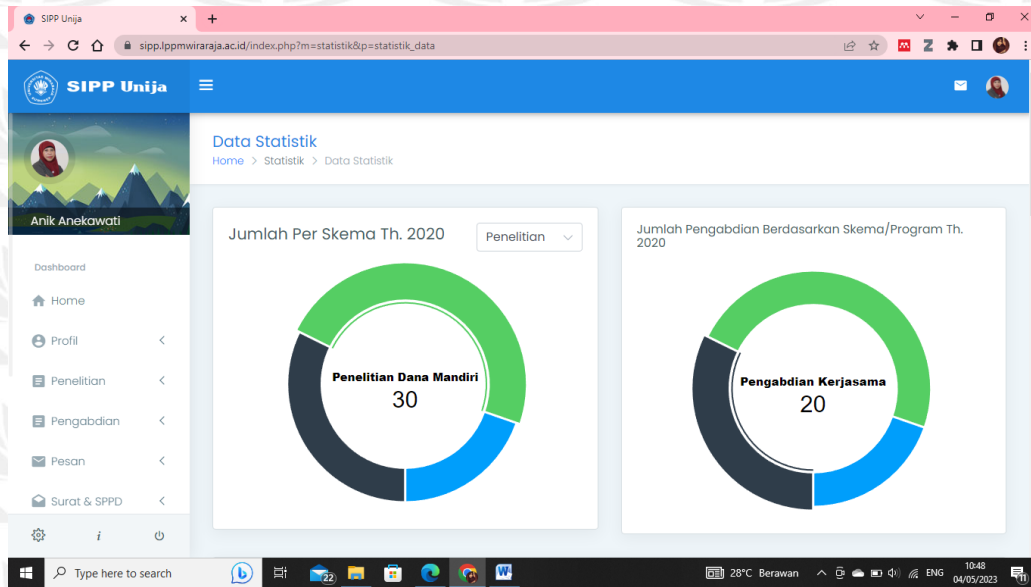 SIPP Unija
sipp.lppmwiraraja.ac.id/index.php?m=statistik&p=statistik_data
SIPP Unija
Data Statistik
Home > Statistik > Data Statistik
Anik Anekawati
Dashboard
Home
Profil
Penelitian
Pengabdian
Pesan
Surat & SPPD
i
Jumlah Per Skema Th. 2020
Penelitian
Penelitian Dana Mandiri
30
Jumlah Pengabdian Berdasarkan Skema/Program Th.
2020
Pengabdian Kerjasama
20
Type here to search
22
28°C Berawan
ENG
10:48
04/05/2023